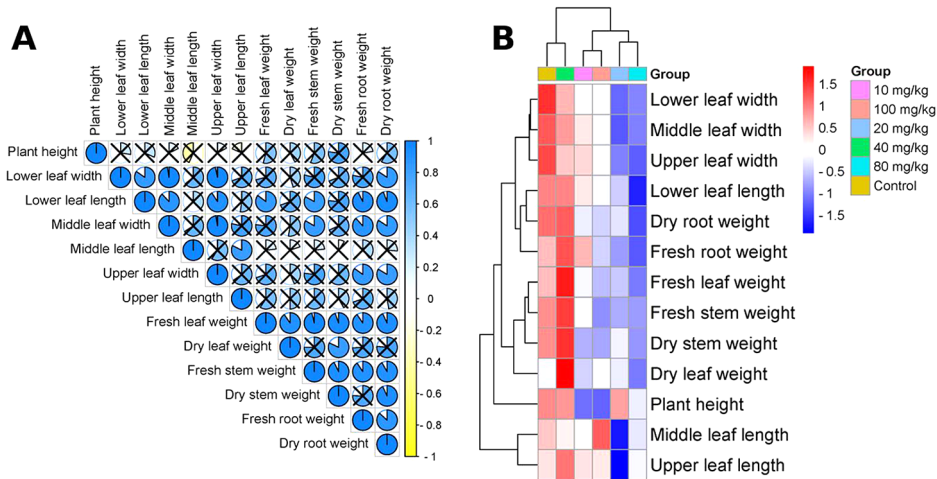 A
Plant height
Lower leaf width
Lower leaf length
Middle leaf width
Middle leaf length
Upper leaf width
Upper leaf length
Fresh leaf weight
Dry leaf weight
Fresh stem weight
Dry stem weight
Fresh root weight
Dry root weight
Plant height
Lower leaf width
Lower leaf length
Middle leaf width
Middle leaf length
Upper leaf width
Upper leaf length
Fresh leaf weight
Dry leaf weight
Fresh stem weight
Dry stem weight
Fresh root weight
Dry root weight
1
0.8
0.6
0.4
0.2
0
- 0.2
- 0.4
- 0.6
- 0.8
- 1
B
Group
Lower leaf width
Middle leaf width
Upper leaf width
Lower leaf length
Dry root weight
Fresh root weight
Fresh leaf weight
Fresh stem weight
Dry stem weight
Dry leaf weight
Plant height
Middle leaf length
Upper leaf length
1.5
1
0.5
0
- 0.5
- 1
- 1.5
Group
10 mg/kg
100 mg/kg
20 mg/kg
40 mg/kg
80 mg/kg
Control